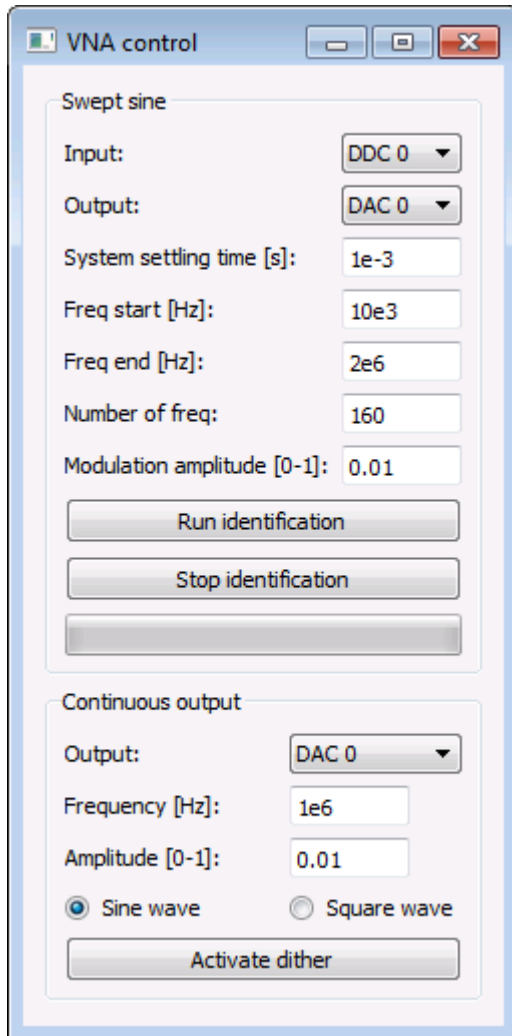 VNA control
Swept sine
Input: DDC 0
Output: DAC 0
System settling time [s]: 1e-3
Freq start [Hz]: 10e3
Freq end [Hz]: 2e6
Number of freq: 160
Modulation amplitude [0-1]: 0.01
Run identification
Stop identification
Continuous output
Output: DAC 0
Frequency [Hz]: 1e6
Amplitude [0-1]: 0.01
Sine wave Square wave
Activate dither